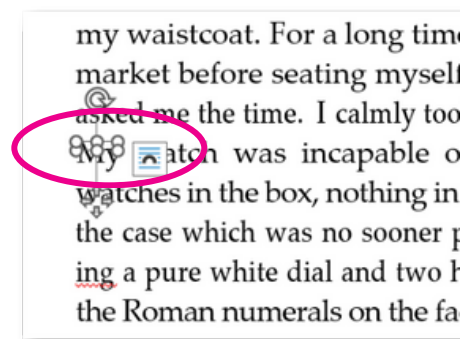 my waistcoat. For a long time
market before seating myself
asked me the time. I calmly too
My watch was incapable o
watches in the box, nothing in
the case which was no sooner p
ing a pure white dial and two h
the Roman numerals on the fa